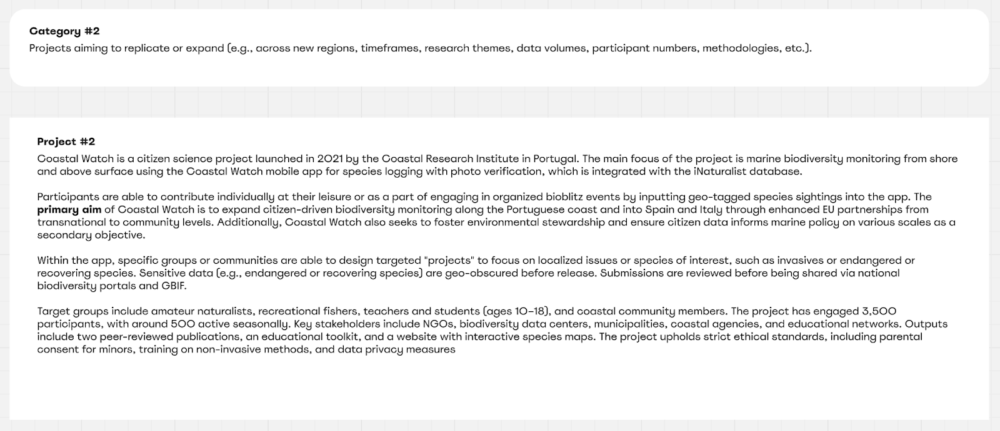 Category #2
Projects aiming to replicate or expand (e.g., across new regions, timeframes, research themes, data volumes, participant numbers, methodologies, etc.).
Project #2
Coastal Watch is a citizen science project launched in 2021 by the Coastal Research Institute in Portugal. The main focus of the project is marine biodiversity monitoring from shore
and above surface using the Coastal Watch mobile app for species logging with photo verification, which is integrated with the iNaturalist database.
Participants are able to contribute individually at their leisure or as a part of engaging in organized bioblitz events by inputting geo-tagged species sightings into the app. The
primary aim of Coastal Watch is to expand citizen-driven biodiversity monitoring along the Portuguese coast and into Spain and Italy through enhanced EU partnerships from
transnational to community levels. Additionally, Coastal Watch also seeks to foster environmental stewardship and ensure citizen data informs marine policy on various scales as a
secondary objective.
Within the app, specific groups or communities are able to design targeted "projects" to focus on localized issues or species of interest, such as invasives or endangered or
recovering species. Sensitive data (e.g., endangered or recovering species) are geo-obscured before release. Submissions are reviewed before being shared via national
biodiversity portals and GBIF.
Target groups include amateur naturalists, recreational fishers, teachers and students (ages 10–18), and coastal community members. The project has engaged 3,500
participants, with around 500 active seasonally. Key stakeholders include NGOs, biodiversity data centers, municipalities, coastal agencies, and educational networks. Outputs
include two peer-reviewed publications, an educational toolkit, and a website with interactive species maps. The project upholds strict ethical standards, including parental
consent for minors, training on non-invasive methods, and data privacy measures